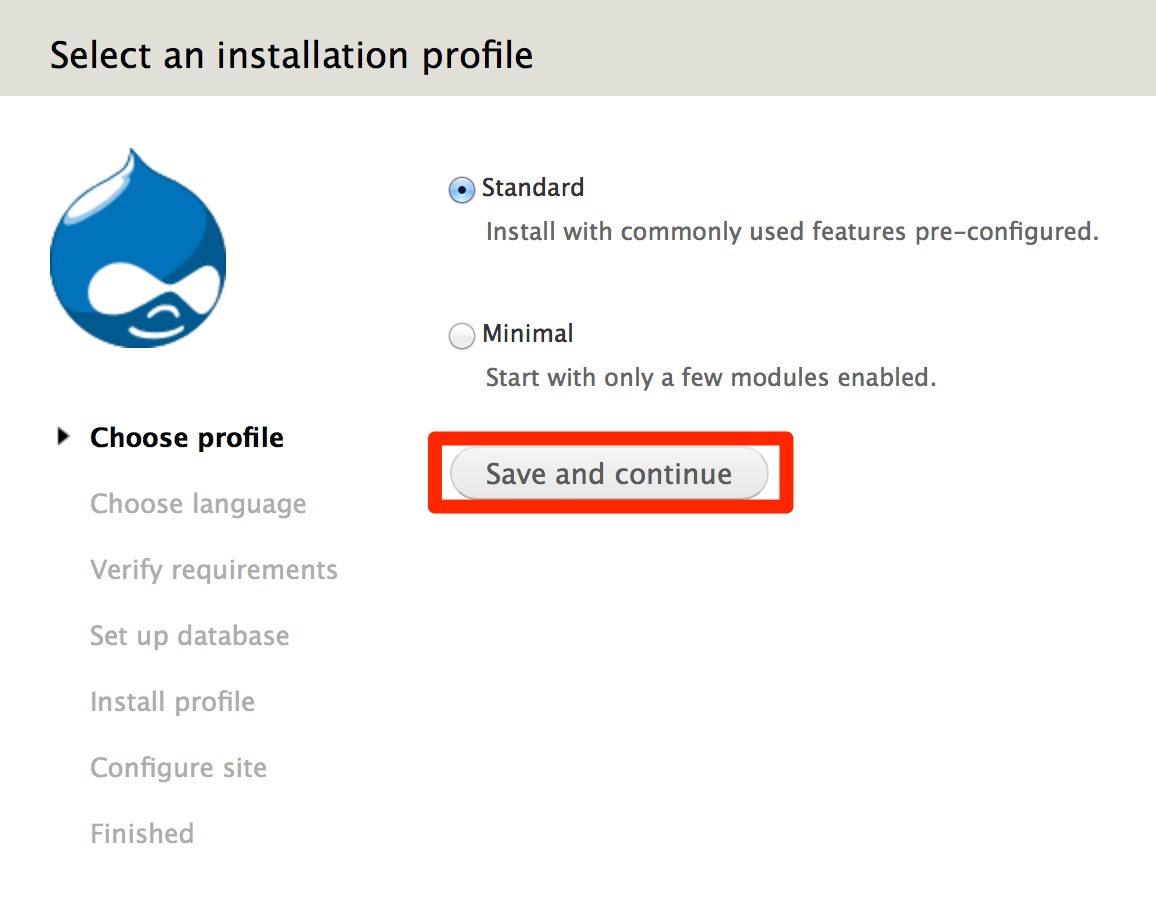 Select an installation profile
Standard
Install with commonly used features pre-configured.
Minimal
Start with only a few modules enabled.
Save and continue
Choose profile
Choose language
Verify requirements
Set up database
Install profile
Configure site
Finished